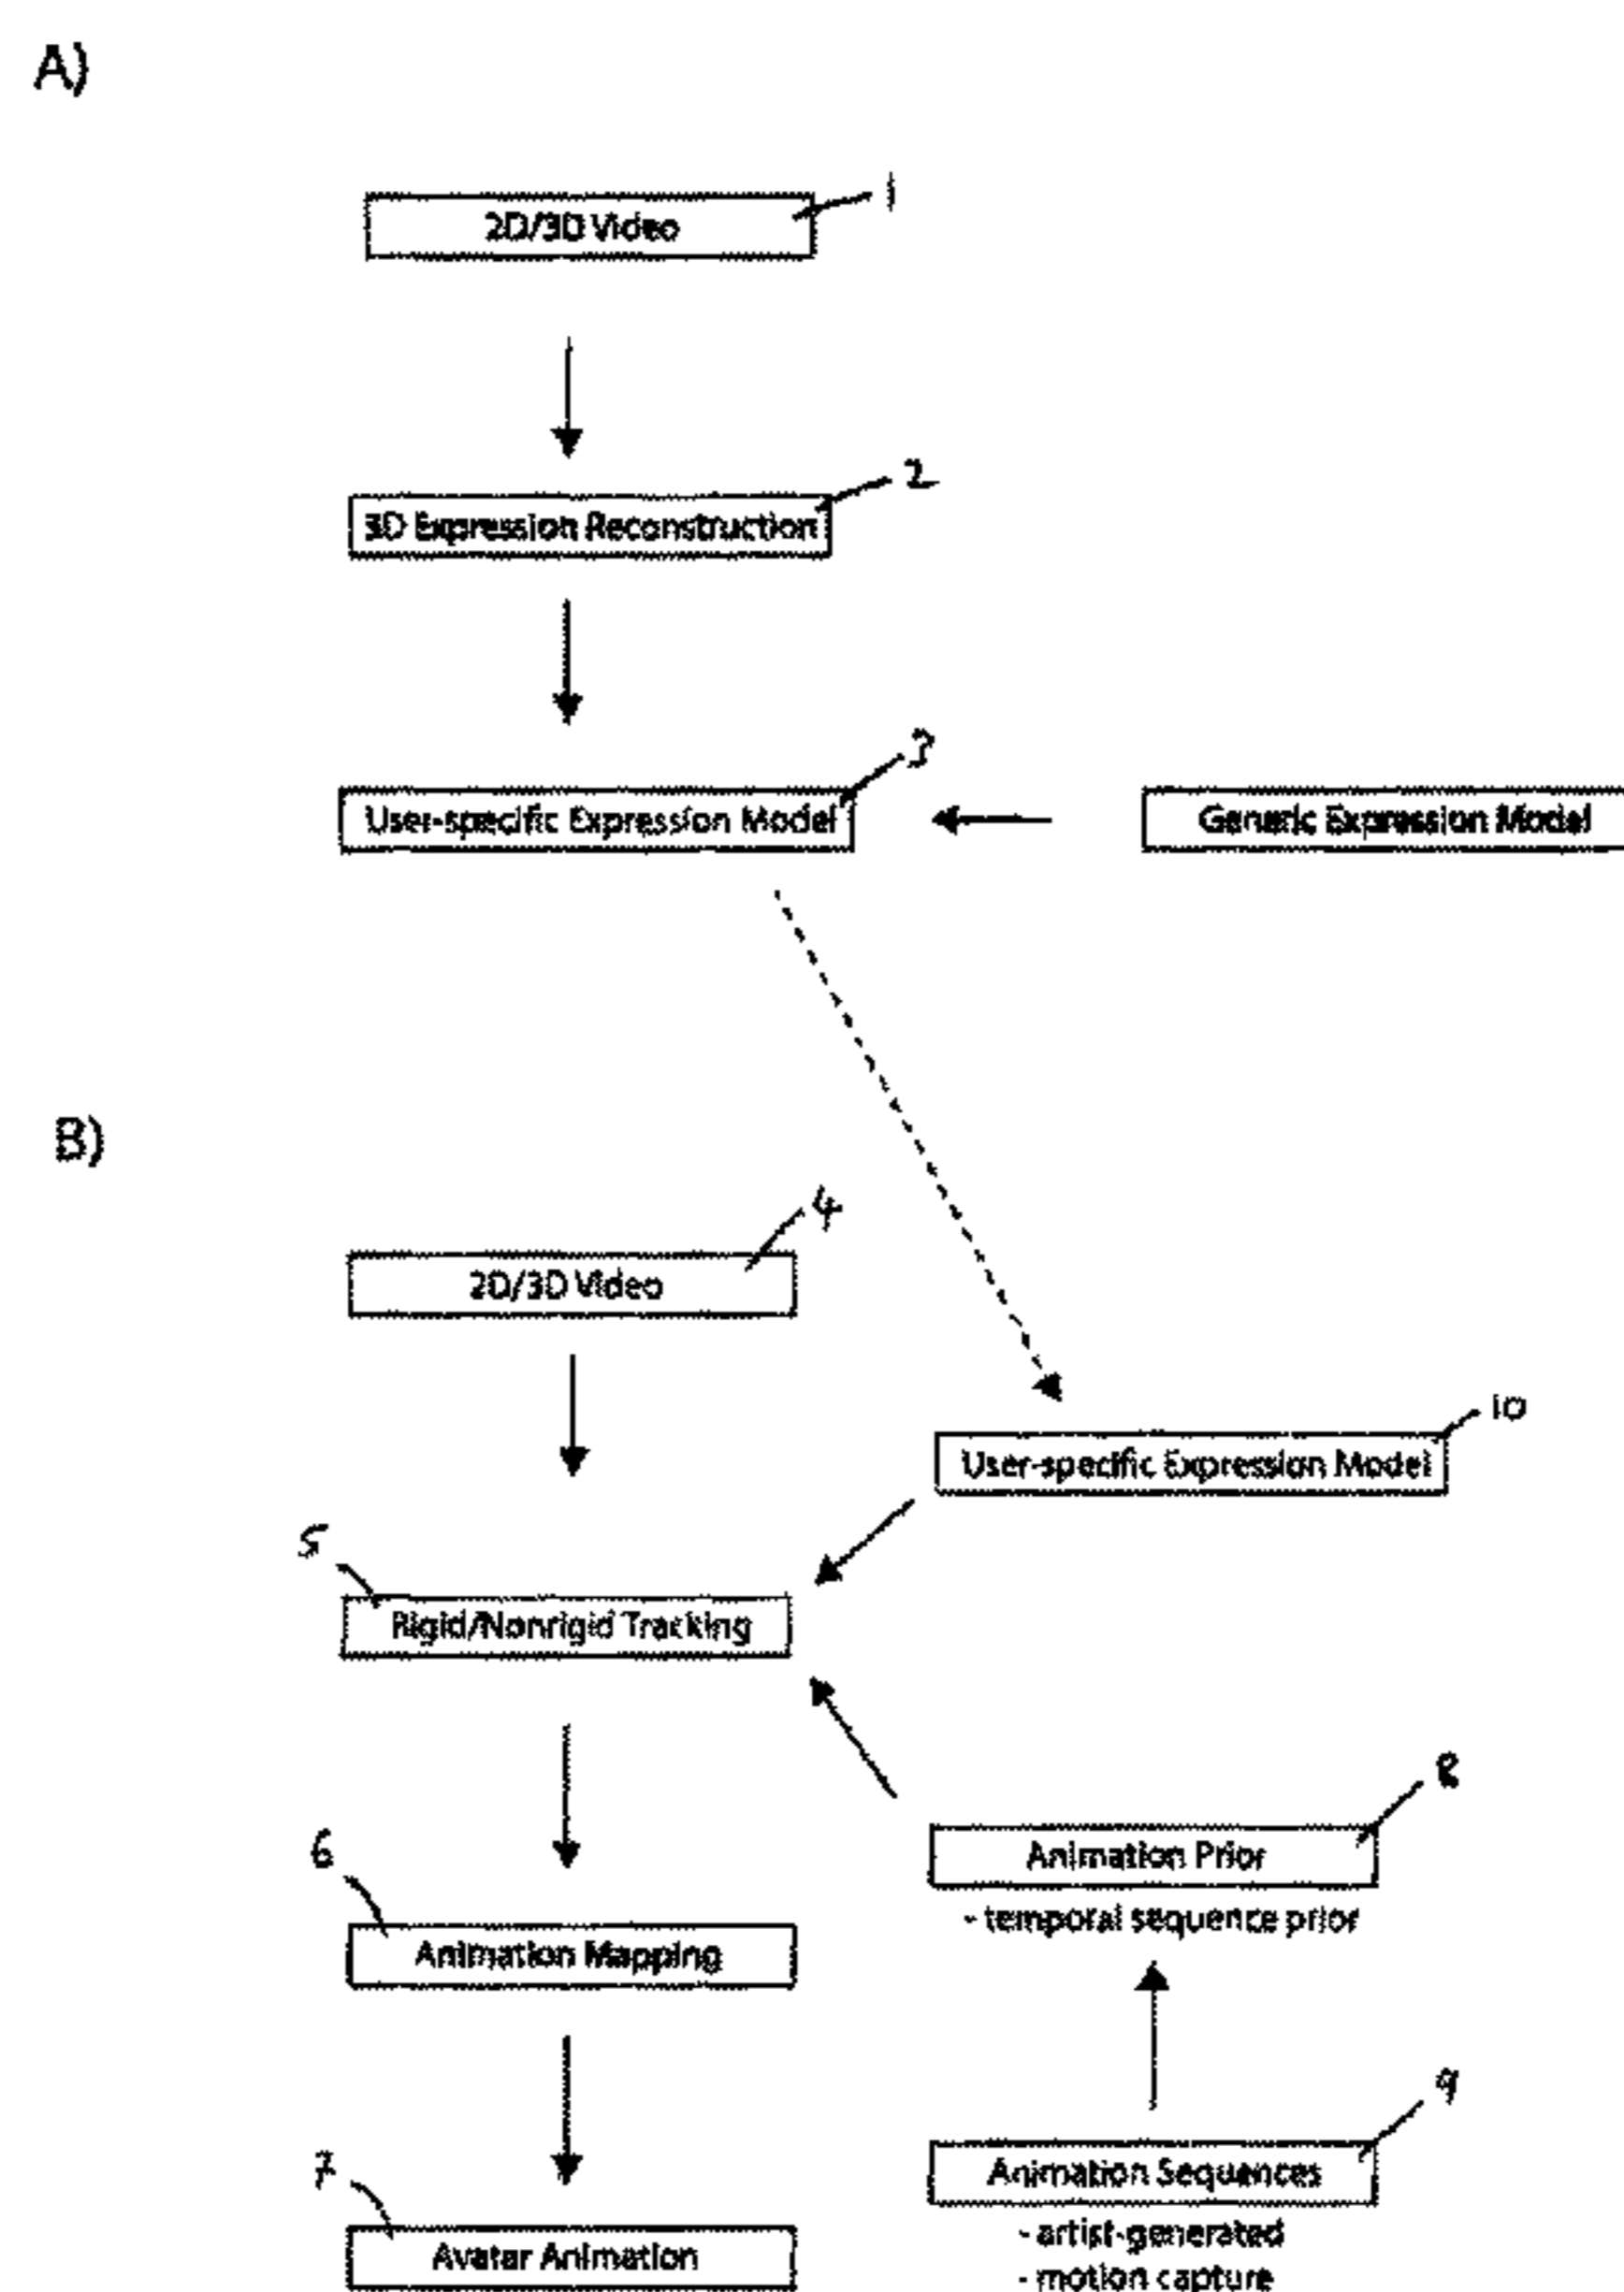 A)
1
2D/3D Video
2
3D Expression Reconstruction
3
User-specific Expression Model
Generic Expression Model
B)
4
2D/3D Video
10
User-specific Expression Model
5
Rigid/Nonrigid Tracking
8
Animation Prior
- temporal sequence prior
6
Animation Mapping
9
Animation Sequences
- artist-generated
- motion capture
7
Avatar Animation